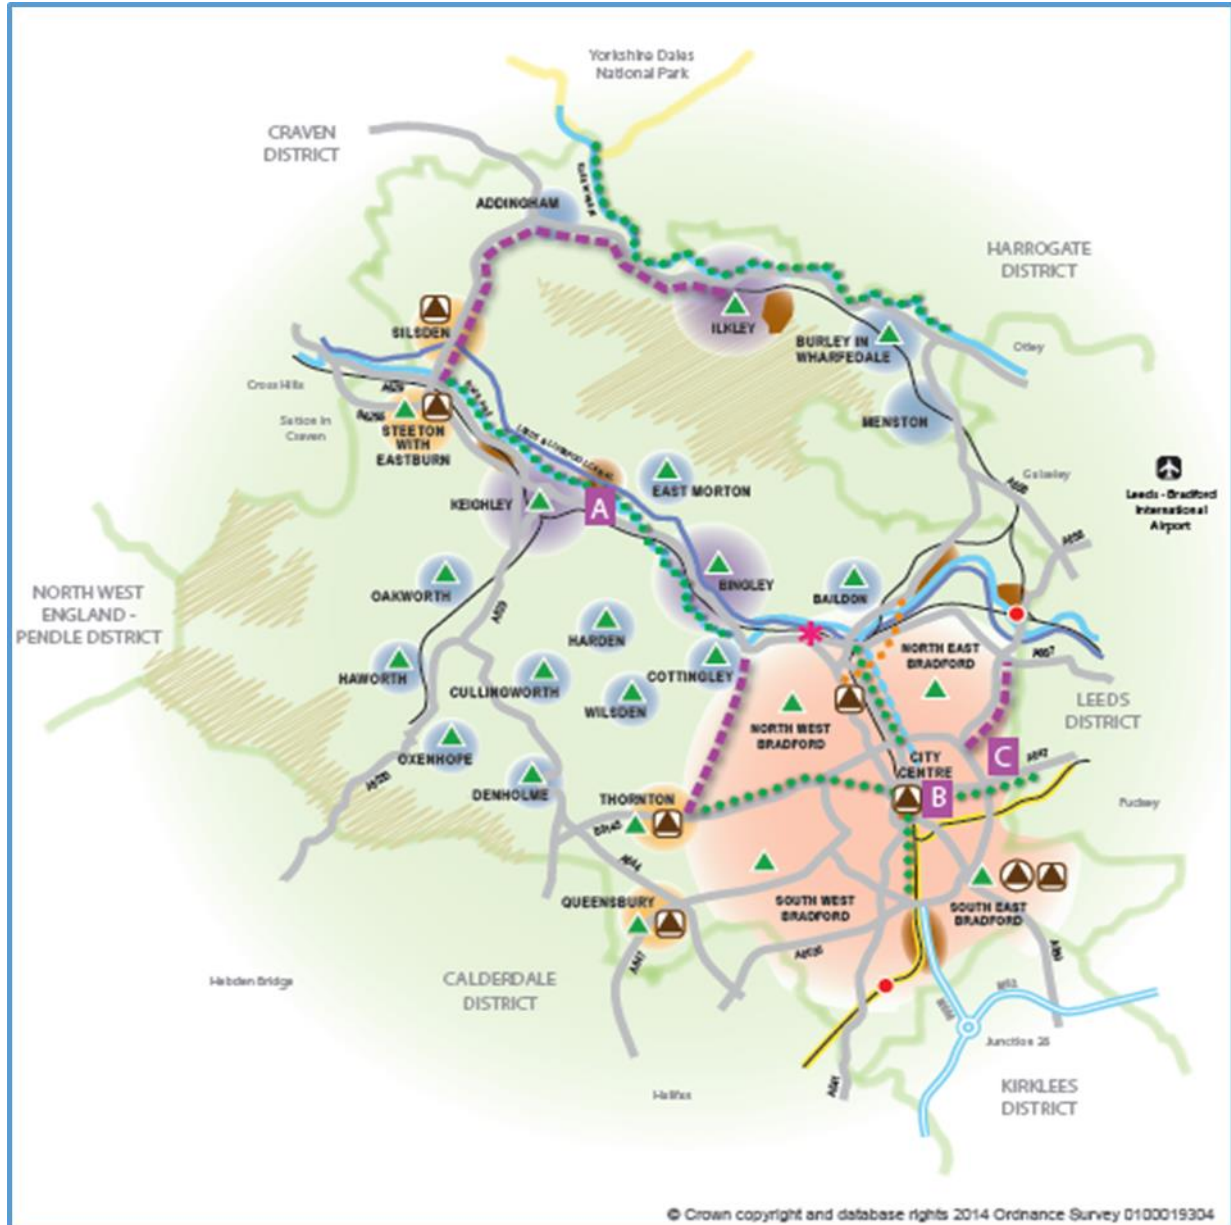 Yorkshire Dales
National Park
CRAVEN
DISTRICT
ADDINGHAM
HARROGATE
DISTRICT
SILSDEN
ILKLEY
BURLEY IN
WHARFEDALE
Otley
Cross Hills
Sutton in
Craven
STEETON
WITH
EASTBURN
MENSTON
KEIGHLEY
A
EAST MORTON
Leeds - Bradford
International
Airport
BINGLEY
BAILDON
NORTH WEST
ENGLAND -
PENDLE DISTRICT
OAKWORTH
HARDEN
NORTH EAST
BRADFORD
COTTINGLEY
HAWORTH
CULLINGWORTH
WILSDEN
LEEDS
DISTRICT
NORTH WEST
BRADFORD
OXENHOPE
CITY
CENTRE
C
DENHOLME
THORNTON
B
Pudsey
QUEENSBURY
SOUTH WEST
BRADFORD
SOUTH EAST
BRADFORD
A647
Hebden Bridge
CALDERDALE
DISTRICT
Junction 26
KIRKLEES
DISTRICT
Halifax
A641
© Crown copyright and database rights 2014 Ordnance Survey 0100019304